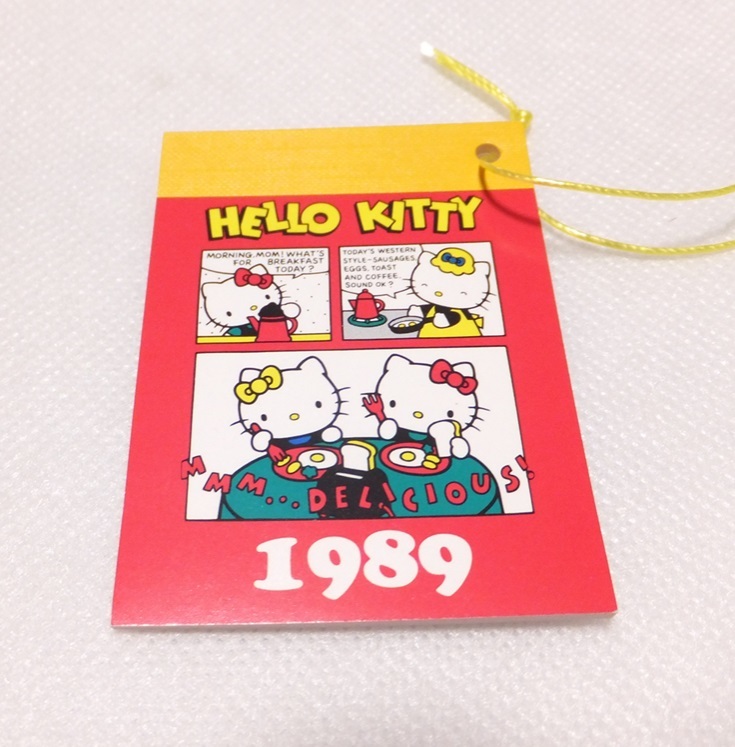 HELLO KITTY
MORNING, MOM! WHAT'S
FOR BREAKFAST
TODAY?
TODAY'S WESTERN
STYLE-SAUSAGES,
EGGS, TOAST
AND COFFEE.
SOUND OK?
MMM...DELICIOUS!
1989